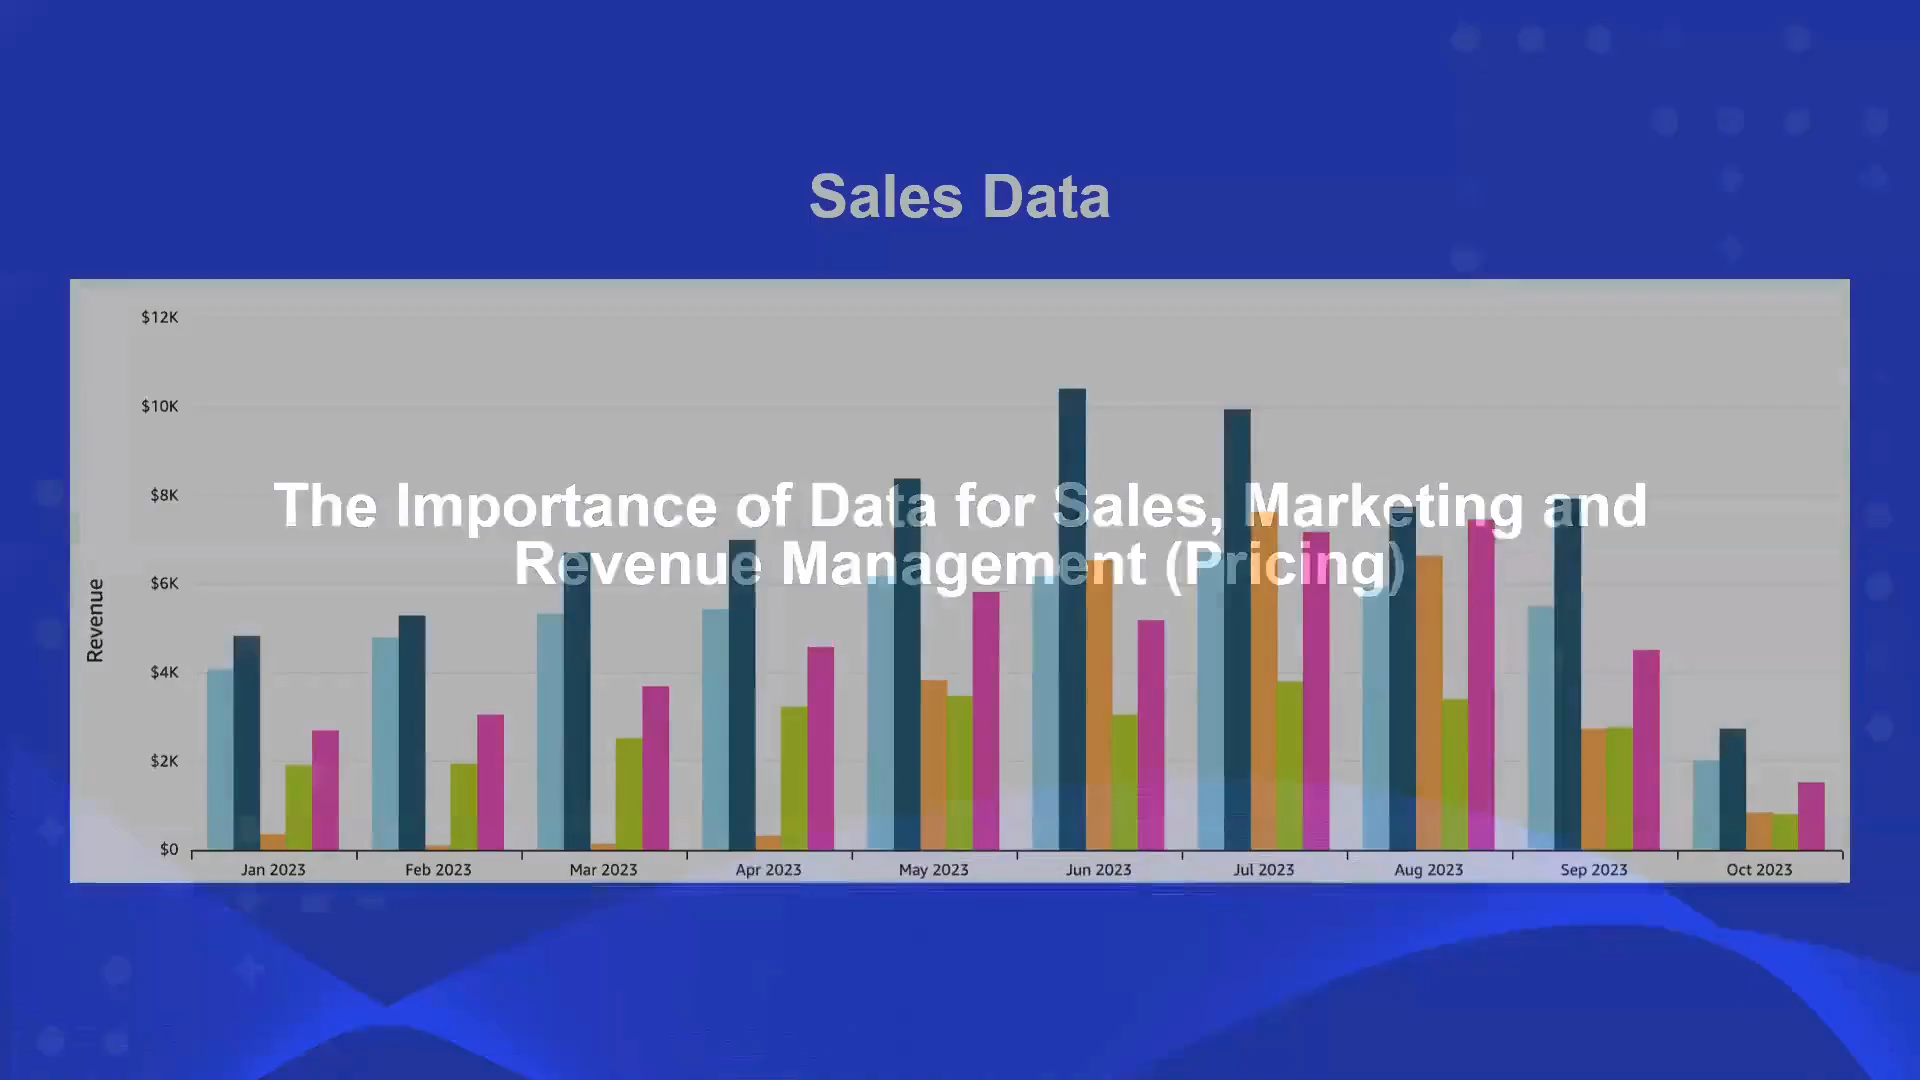 Sales Data
$12K
$10K
The Importance of Data for Sales, Marketing and
$8K
Revenue Management (Pricing)
$6K
Revenue
$4K
$2K
$0
Jan 2023 Feb 2023 Mar 2023 Apr 2023 May 2023 Jun 2023 Jul 2023 Aug 2023 Sep 2023 Oct 2023